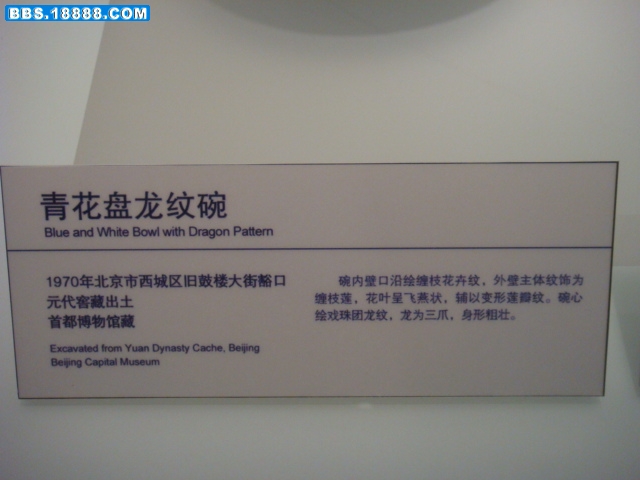 BBS.18888.COM
青花盘龙纹碗
Blue and White Bowl with Dragon Pattern
1970年北京市西城区旧鼓楼大街豁口
元代窖藏出土
首都博物馆藏
Excavated from Yuan Dynasty Cache, Beijing
Beijing Capital Museum
碗内壁口沿绘缠枝花卉纹，外壁主体纹饰为
缠枝莲，花叶呈飞燕状，辅以变形莲瓣纹。碗心
绘戏珠团龙纹，龙为三爪，身形粗壮。